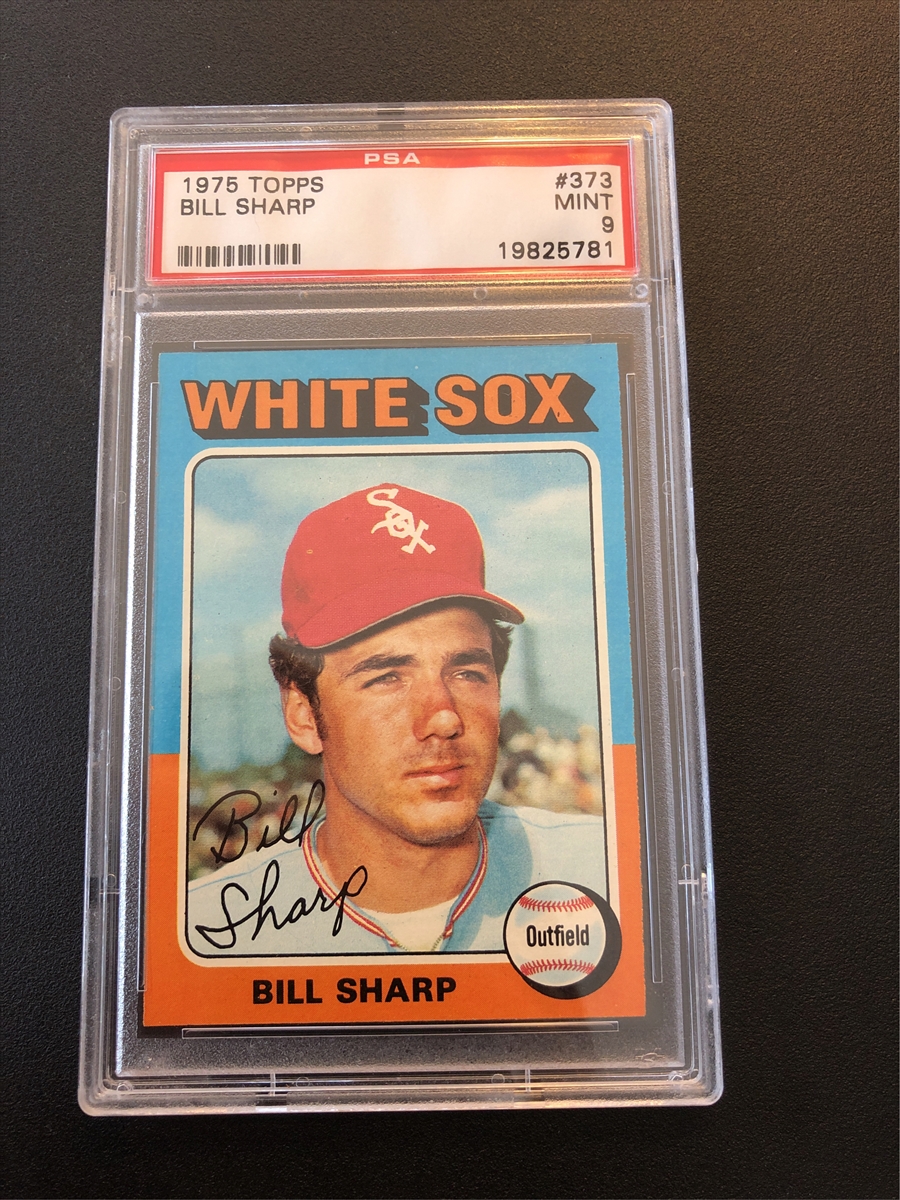 PSA
1975 TOPPS #373
BILL SHARP MINT
9
19825781
WHITE SOX
SOX
Bill
Sharp
Outfield
BILL SHARP